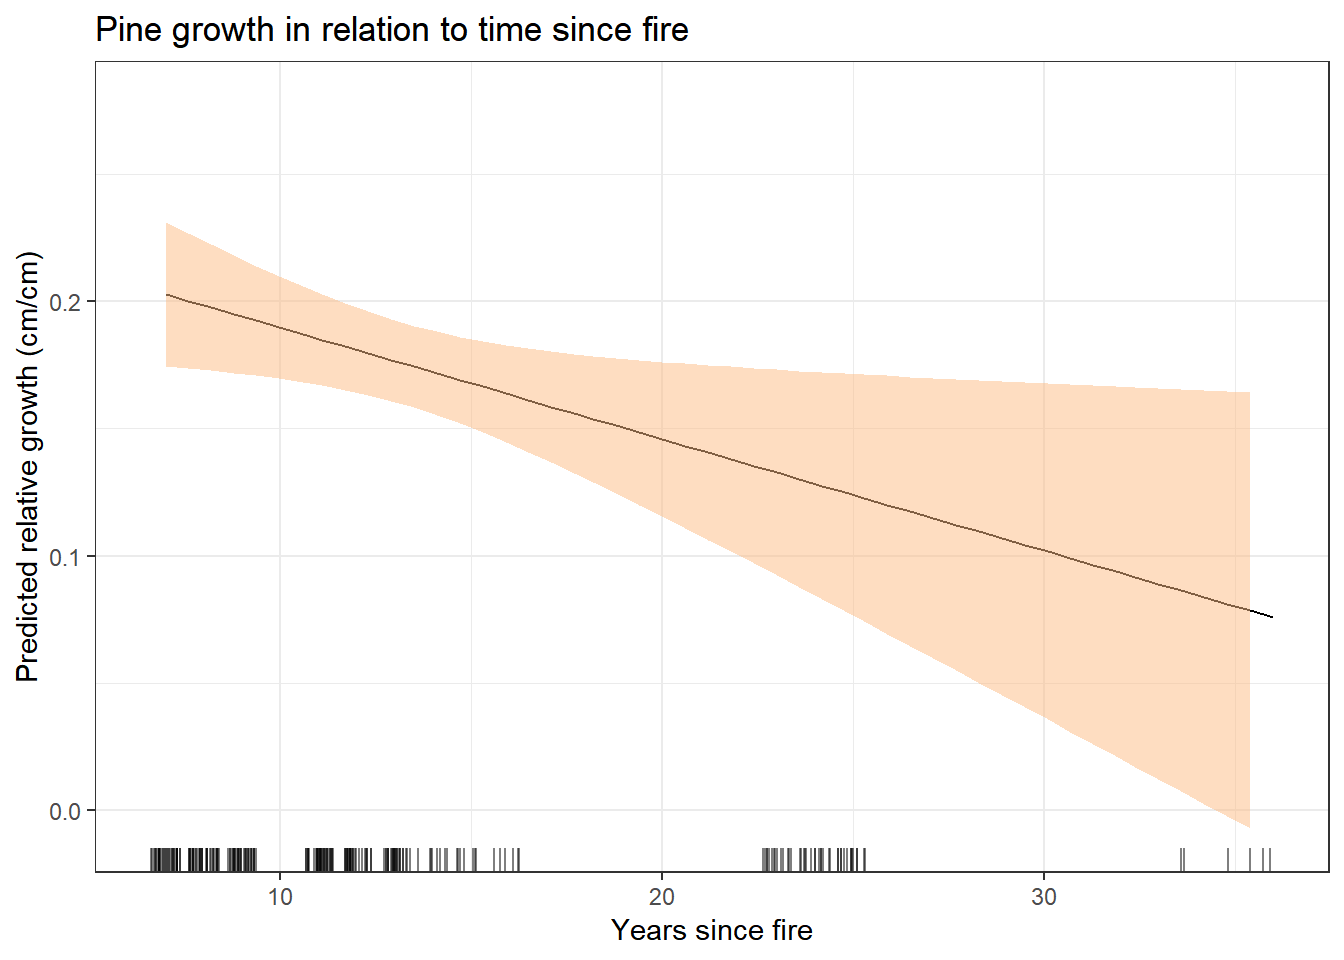 Pine growth in relation to time since fire
Predicted relative growth (cm/cm)
0.2
0.1
0.0
10 20 30
Years since fire